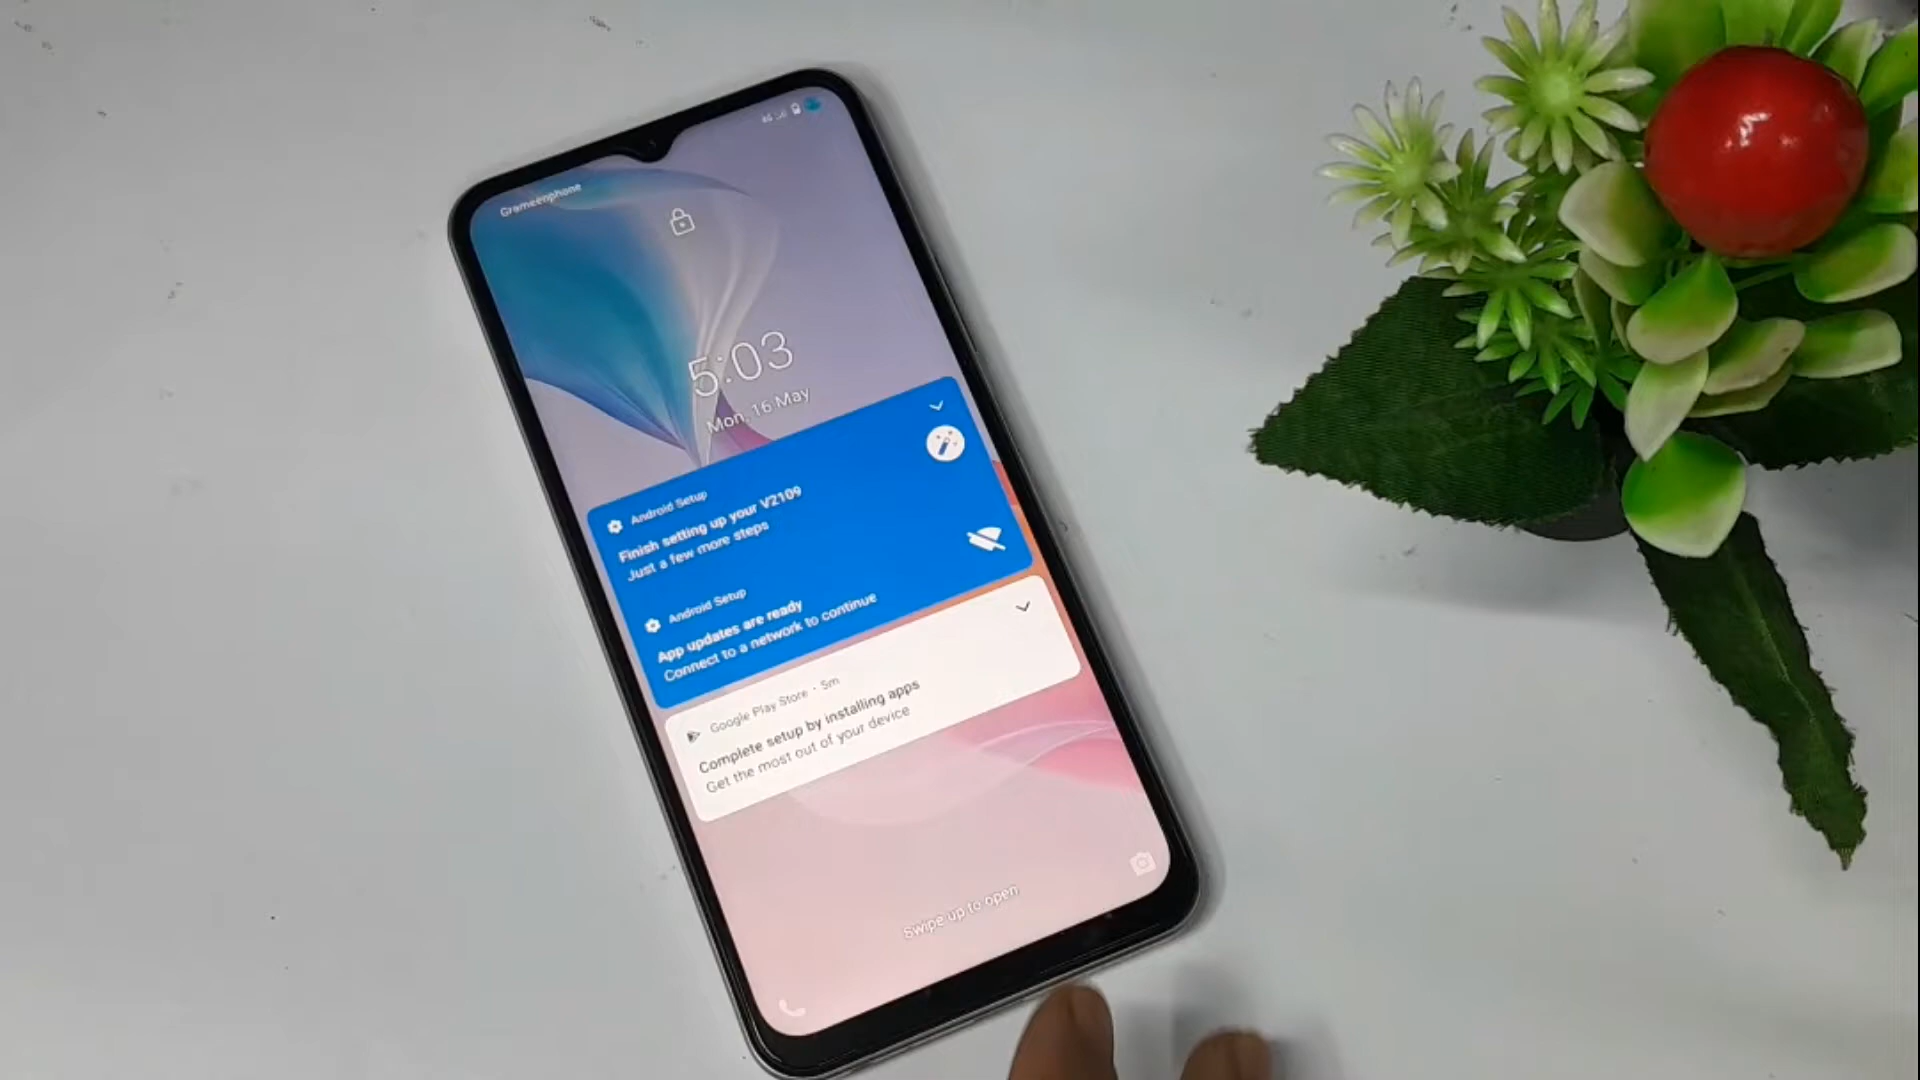 Grameenphone
4G
5:03
Mon, 16 May
Android Setup
Finish setting up your V2109
Just a few more steps
Android Setup
App updates are ready
Connect to a network to continue
Google Play Store · 5m
Complete setup by installing apps
Get the most out of your device
Swipe up to open